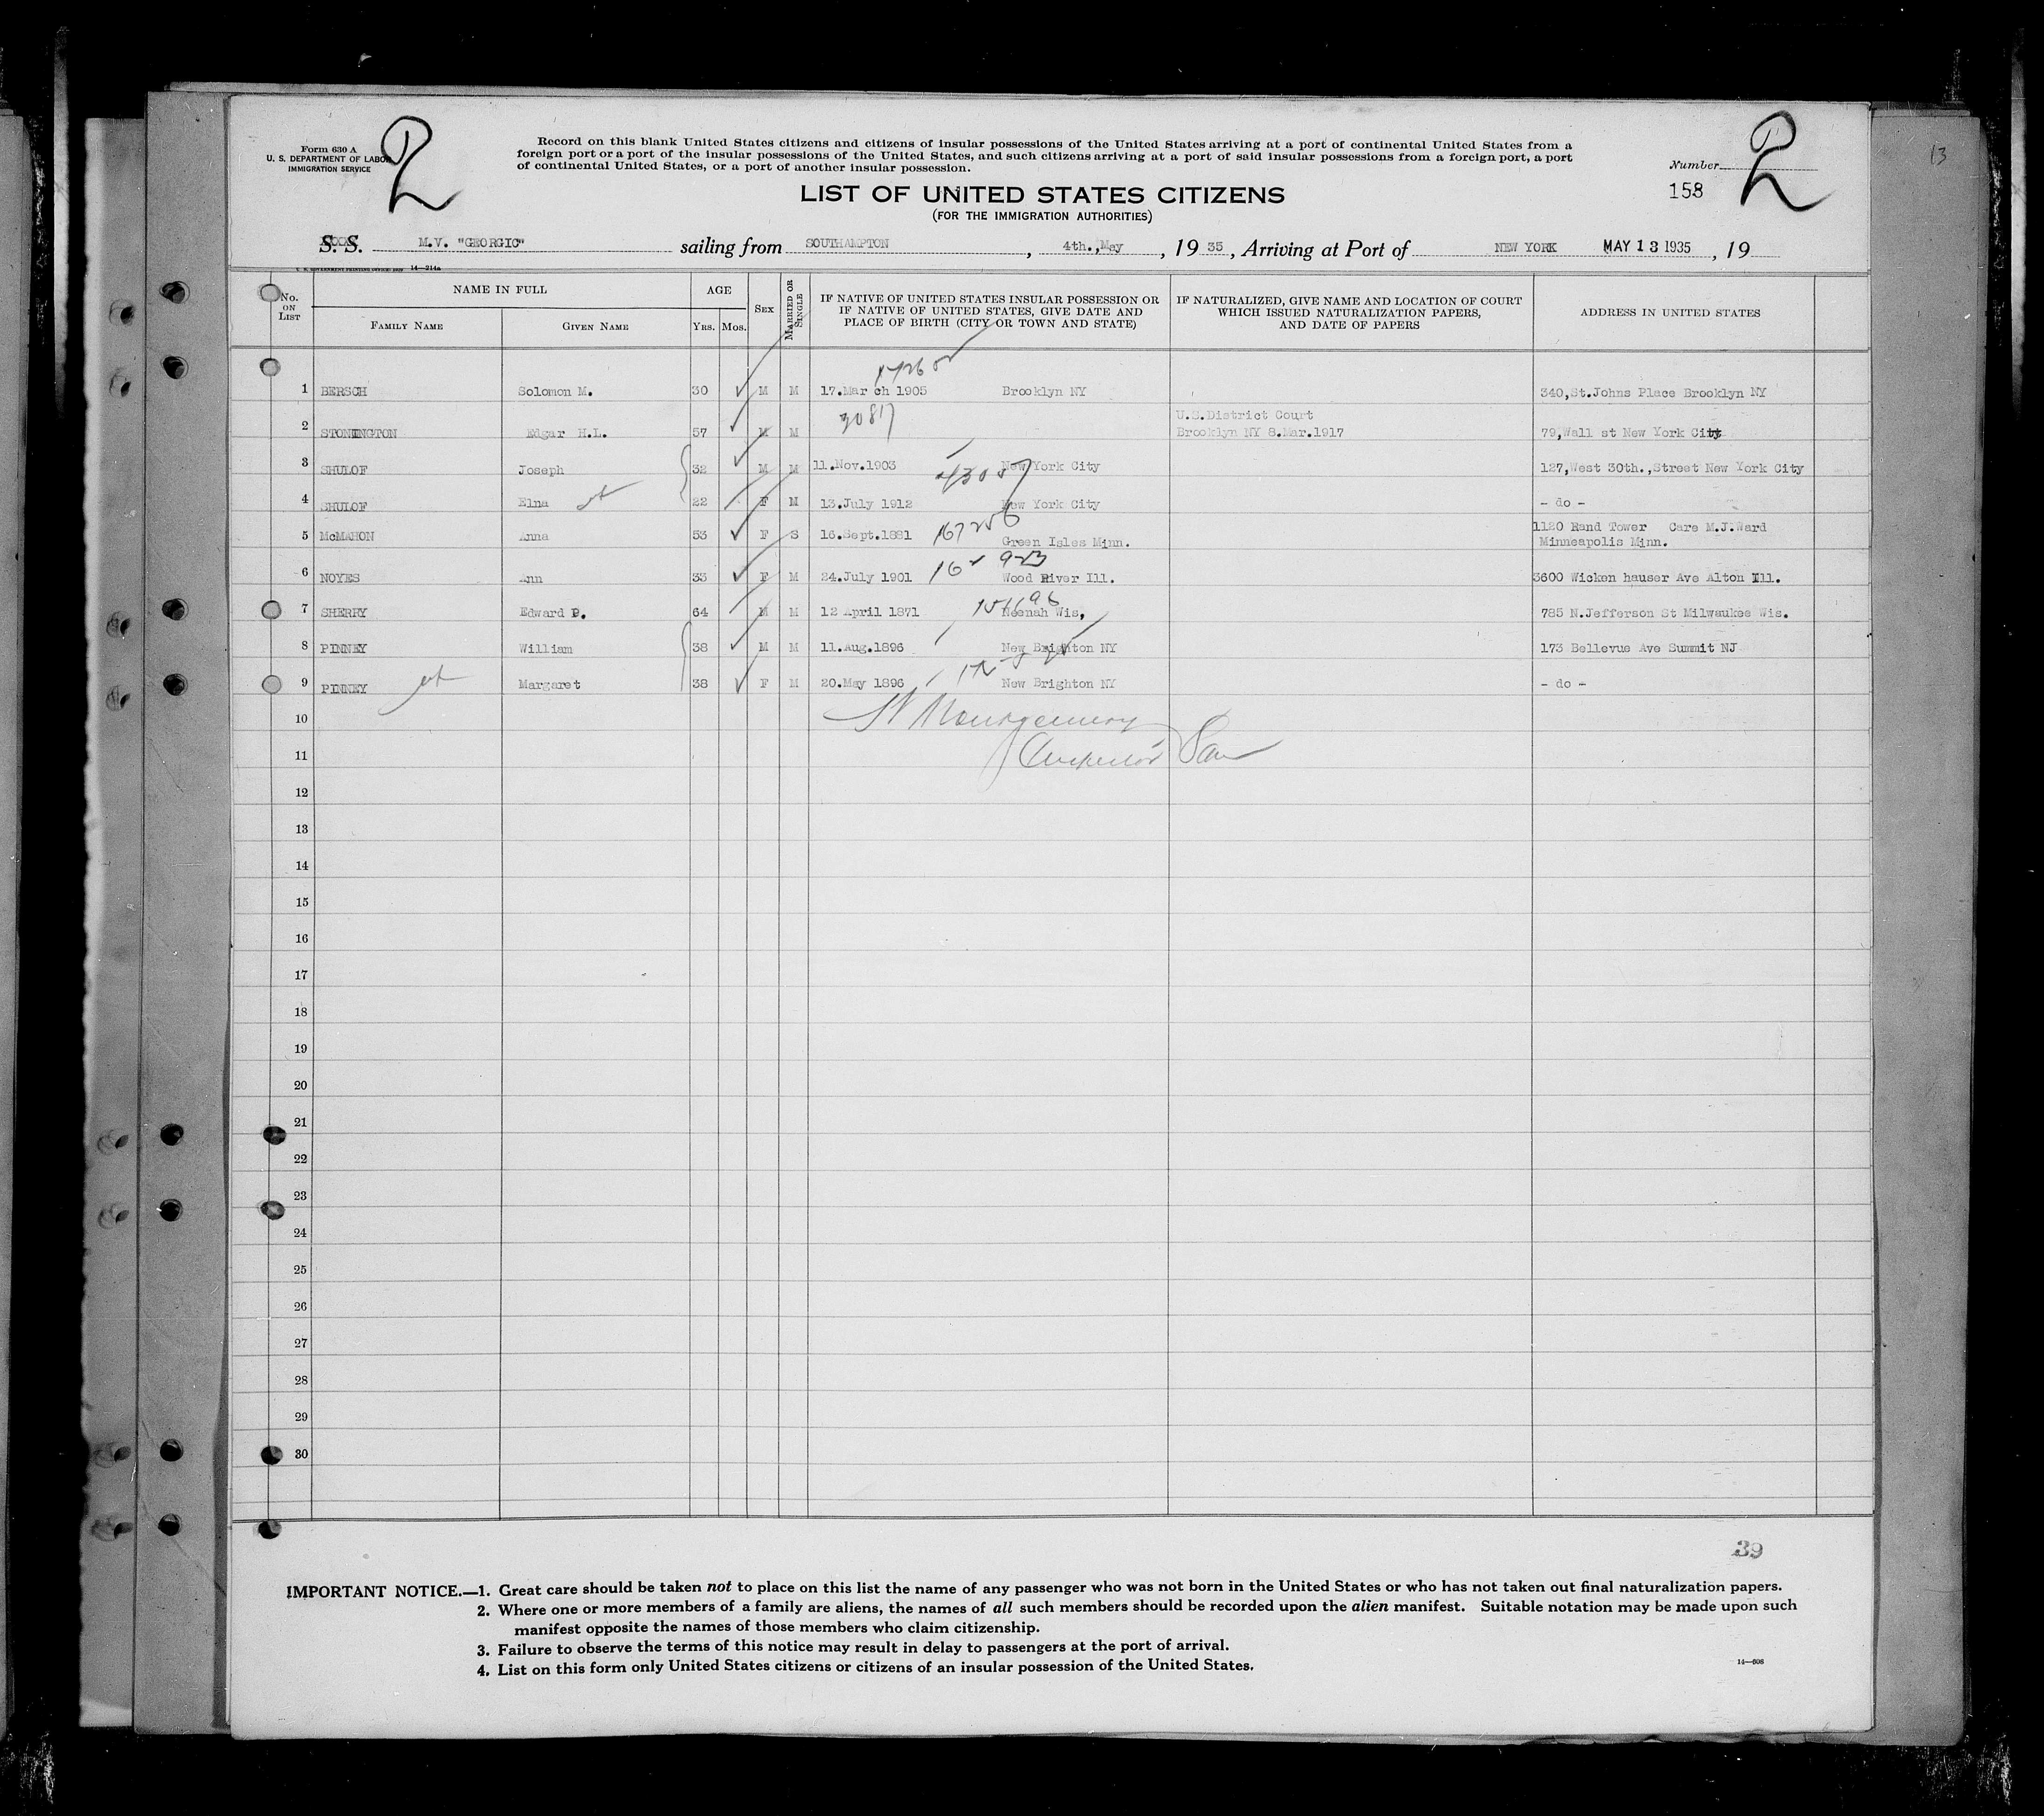 13
Form 630 A
U. S. DEPARTMENT OF LABOR
IMMIGRATION SERVICE
2
Record on this blank United States citizens and citizens of insular possessions of the United States arriving at a port of continental United States from a
foreign port or a port of the insular possessions of the United States, and such citizens arriving at a port of said insular possessions from a foreign port, a port
of continental United States, or a port of another insular possession.
Number 2
158
LIST OF UNITED STATES CITIZENS
(FOR THE IMMIGRATION AUTHORITIES)
S. S. M.V. "GEORGIC" sailing from SOUTHAMPTON, 4th.,May, 19 35, Arriving at Port of NEW YORK MAY 13 1935, 19
14—214a
No. ON LIST
NAME IN FULL
FAMILY NAME GIVEN NAME
AGE
YRS. MOS.
SEX
MARRIED OR SINGLE
IF NATIVE OF UNITED STATES INSULAR POSSESSION OR
IF NATIVE OF UNITED STATES, GIVE DATE AND
PLACE OF BIRTH (CITY OR TOWN AND STATE)
IF NATURALIZED, GIVE NAME AND LOCATION OF COURT
WHICH ISSUED NATURALIZATION PAPERS,
AND DATE OF PAPERS
ADDRESS IN UNITED STATES
1 BERSCH Solomon M. 30 M M 17.Mar ch 1905 Brooklyn NY 340,St.Johns Place Brooklyn NY
30817 U.S.District Court
2 STONINGTON Edgar H.L. 57 M M Brooklyn NY 8.Mar.1917 79,Wall st New York City
3 SHULOF Joseph 32 M M 11.Nov.1903 New York City 127,West 30th.,Street New York City
4 SHULOF Elna 22 F M 13.July 1912 New York City - do -
5 McMAHON Anna 53 F S 16.Sept.1881 167256 Green Isles Minn. 1120 Rand Tower Care M.J.Ward
Minneapolis Minn.
6 NOYES Ann 33 F M 24.July 1901 Wood River Ill. 3600 Wicken hauser Ave Alton Ill.
7 SHERRY Edward P. 64 M M 12 April 1871 151696 Neenah Wis, 785 N.Jefferson St Milwaukee Wis.
8 PINNEY William 38 M M 11.Aug.1896 New Brighton NY 173 Bellevue Ave Summit NJ
9 PINNEY Margaret 38 F M 20.May 1896 New Brighton NY - do -
10 Montgomery
11
12
13
14
15
16
17
18
19
20
21
22
23
24
25
26
27
28
29
30
39
IMPORTANT NOTICE.—1. Great care should be taken not to place on this list the name of any passenger who was not born in the United States or who has not taken out final naturalization papers.
2. Where one or more members of a family are aliens, the names of all such members should be recorded upon the alien manifest. Suitable notation may be made upon such
manifest opposite the names of those members who claim citizenship.
3. Failure to observe the terms of this notice may result in delay to passengers at the port of arrival.
4. List on this form only United States citizens or citizens of an insular possession of the United States.
14—608